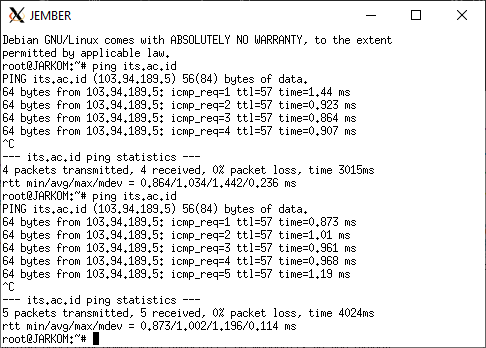 JEMBER
Debian GNU/Linux comes with ABSOLUTELY NO WARRANTY, to the extent
permitted by applicable law.
root@JARKOM:~# ping its.ac.id
PING its.ac.id (103.94.189.5) 56(84) bytes of data.
64 bytes from 103.94.189.5: icmp_req=1 ttl=57 time=1.44 ms
64 bytes from 103.94.189.5: icmp_req=2 ttl=57 time=0.923 ms
64 bytes from 103.94.189.5: icmp_req=3 ttl=57 time=0.864 ms
64 bytes from 103.94.189.5: icmp_req=4 ttl=57 time=0.907 ms
^C
--- its.ac.id ping statistics ---
4 packets transmitted, 4 received, 0% packet loss, time 3015ms
rtt min/avg/max/mdev = 0.864/1.034/1.442/0.236 ms
root@JARKOM:~# ping its.ac.id
PING its.ac.id (103.94.189.5) 56(84) bytes of data.
64 bytes from 103.94.189.5: icmp_req=1 ttl=57 time=0.873 ms
64 bytes from 103.94.189.5: icmp_req=2 ttl=57 time=1.01 ms
64 bytes from 103.94.189.5: icmp_req=3 ttl=57 time=0.961 ms
64 bytes from 103.94.189.5: icmp_req=4 ttl=57 time=0.968 ms
64 bytes from 103.94.189.5: icmp_req=5 ttl=57 time=1.19 ms
^C
--- its.ac.id ping statistics ---
5 packets transmitted, 5 received, 0% packet loss, time 4024ms
rtt min/avg/max/mdev = 0.873/1.002/1.196/0.114 ms
root@JARKOM:~#